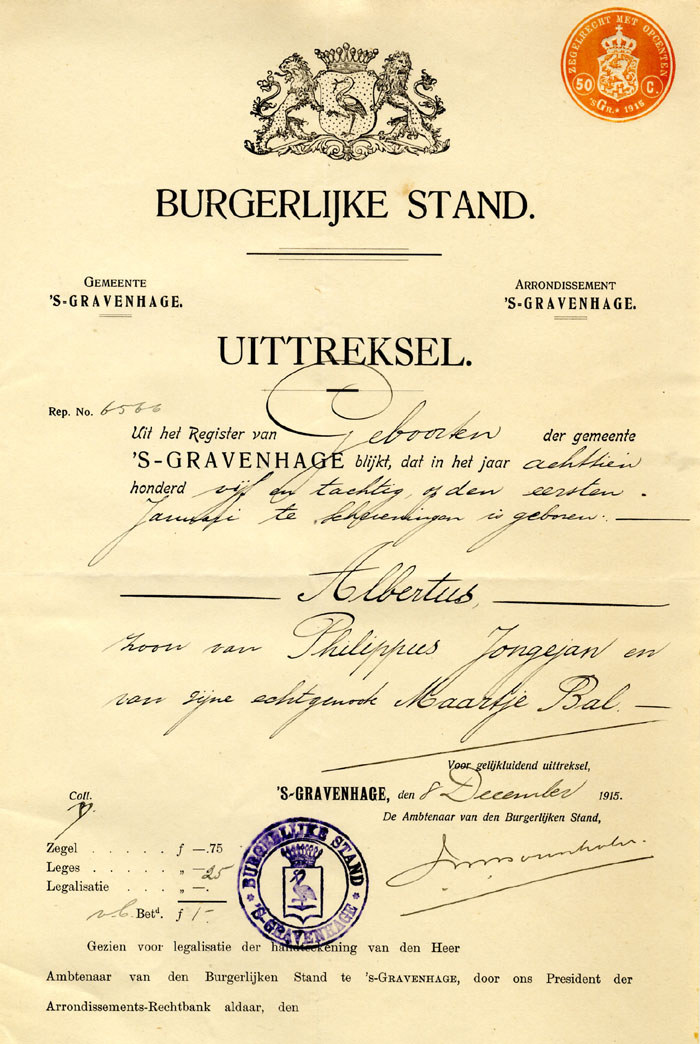 ZEGELRECHT MET OPCENTEN
50 C.
'sGr. 1915
BURGERLIJKE STAND.
GEMEENTE
'S-GRAVENHAGE.
ARRONDISSEMENT
'S-GRAVENHAGE.
UITTREKSEL.
Rep. No. 6566
Uit het Register van Geboorten der gemeente
'S-GRAVENHAGE blijkt, dat in het jaar achttien
honderd vijf en tachtig, op den eersten
Januari te Scheveningen is geboren:
Albertus,
zoon van Philippus Jongejan en
van zijne echtgenoote Maartje Bal.
Voor gelijkluidend uittreksel,
'S-GRAVENHAGE, den 8 December 1915.
De Ambtenaar van den Burgerlijken Stand,
Coll.
Zegel . . . . . . ƒ —.75
Leges . . . . . . „ —25
Legalisatie . . . . „ —.
Betd. ƒ 1-
BURGERLIJKE STAND
'S-GRAVENHAGE
Gezien voor legalisatie der handteekening van den Heer
Ambtenaar van den Burgerlijken Stand te 's-GRAVENHAGE, door ons President der
Arrondissements-Rechtbank aldaar, den